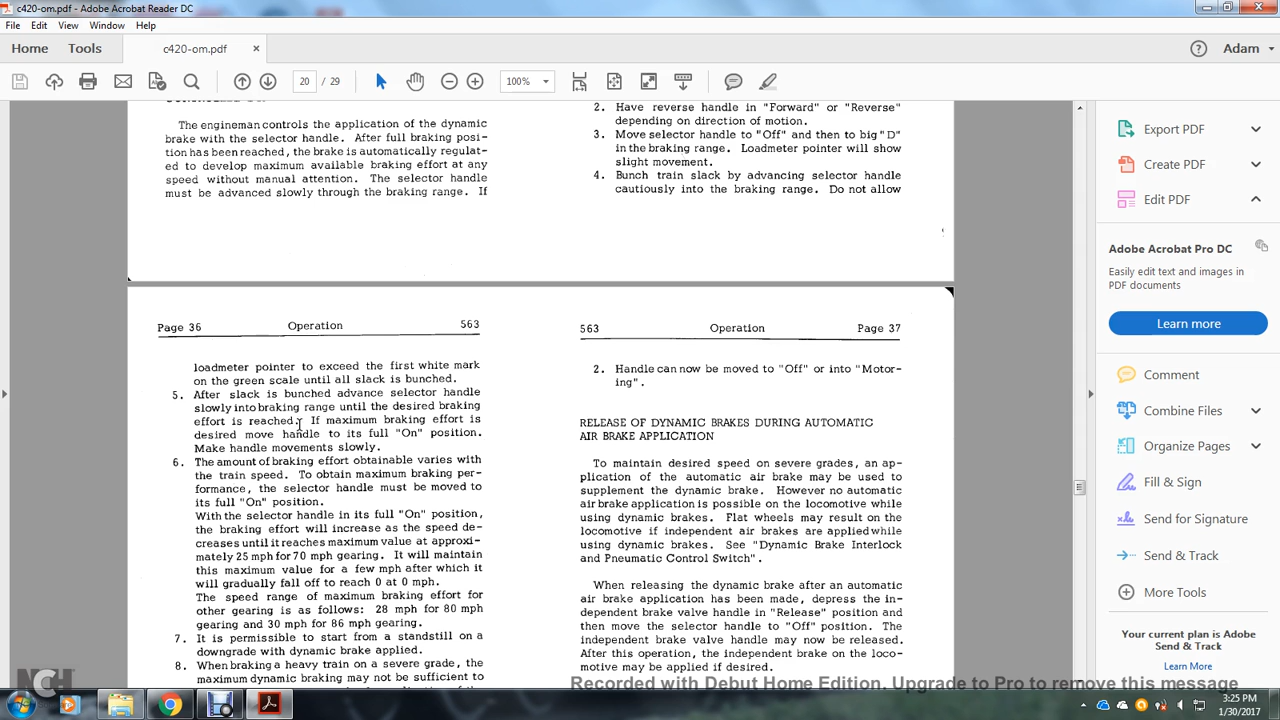 c420-om.pdf - Adobe Acrobat Reader DC
File Edit View Window Help
Home Tools c420-om.pdf × Adam
20 / 29 100%
The engineman controls the application of the dynamic
brake with the selector handle. After full braking posi-
tion has been reached, the brake is automatically regulat-
ed to develop maximum available braking effort at any
speed without manual attention. The selector handle
must be advanced slowly through the braking range. If
2. Have reverse handle in "Forward" or "Reverse"
depending on direction of motion.
3. Move selector handle to "Off" and then to big "D"
in the braking range. Loadmeter pointer will show
slight movement.
4. Bunch train slack by advancing selector handle
cautiously into the braking range. Do not allow
Page 36 Operation 563
loadmeter pointer to exceed the first white mark
on the green scale until all slack is bunched.
5. After slack is bunched advance selector handle
slowly into braking range until the desired braking
effort is reached. If maximum braking effort is
desired move handle to its full "On" position.
Make handle movements slowly.
6. The amount of braking effort obtainable varies with
the train speed. To obtain maximum braking per-
formance, the selector handle must be moved to
its full "On" position.
With the selector handle in its full "On" position,
the braking effort will increase as the speed de-
creases until it reaches maximum value at approxi-
mately 25 mph for 70 mph gearing. It will maintain
this maximum value for a few mph after which it
will gradually fall off to reach 0 at 0 mph.
The speed range of maximum braking effort for
other gearing is as follows: 28 mph for 80 mph
gearing and 30 mph for 86 mph gearing.
7. It is permissible to start from a standstill on a
downgrade with dynamic brake applied.
8. When braking a heavy train on a severe grade, the
maximum dynamic braking may not be sufficient to
563 Operation Page 37
2. Handle can now be moved to "Off" or into "Motor-
ing".
RELEASE OF DYNAMIC BRAKES DURING AUTOMATIC
AIR BRAKE APPLICATION
To maintain desired speed on severe grades, an ap-
plication of the automatic air brake may be used to
supplement the dynamic brake. However no automatic
air brake application is possible on the locomotive while
using dynamic brakes. Flat wheels may result on the
locomotive if independent air brakes are applied while
using dynamic brakes. See "Dynamic Brake Interlock
and Pneumatic Control Switch".
When releasing the dynamic brake after an automatic
air brake application has been made, depress the in-
dependent brake valve handle in "Release" position and
then move the selector handle to "Off" position. The
independent brake valve handle may now be released.
After this operation, the independent brake on the loco-
motive may be applied if desired.
Export PDF
Create PDF
Edit PDF
Adobe Acrobat Pro DC
Easily edit text and images in
PDF documents
Learn more
Comment
Combine Files
Organize Pages
Fill & Sign
Send for Signature
Send & Track
More Tools
Your current plan is Adobe
Send & Track
Learn More
Recorded with Debut Home Edition. Upgrade to Pro to remove this message
NCH
3:25 PM
1/30/2017